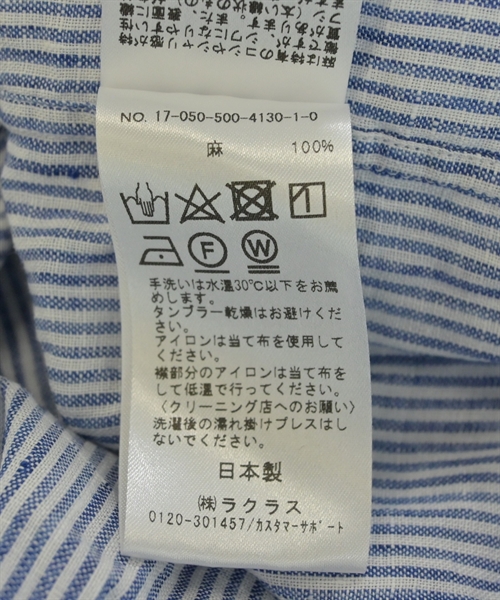 NO. 17-050-500-4130-1-0
麻 100%
F W
手洗いは水温30℃以下をお薦
めします。
タンブラー乾燥はお避けくだ
さい。
アイロンは当て布を使用して
ください。
襟部分のアイロンは当て布を
して低温で行ってください。
〈クリーニング店へのお願い〉
洗濯後の濡れ掛けプレスはし
ないでください。
日本製
㈱ ラクラス
0120-301457/カスタマーサポート